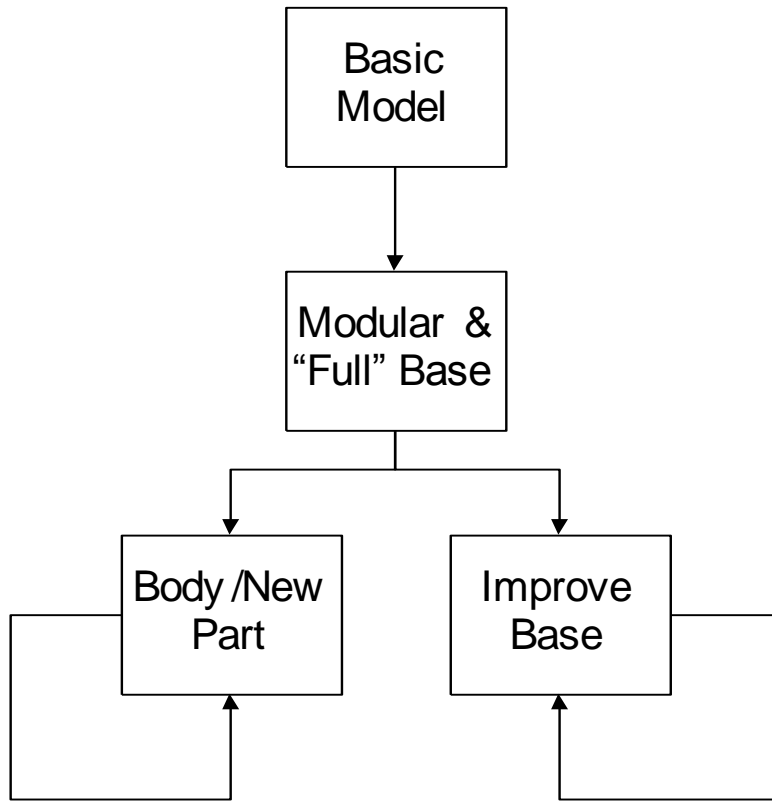 Basic
Model
Modular &
“Full” Base
Body/New
Part
Improve
Base